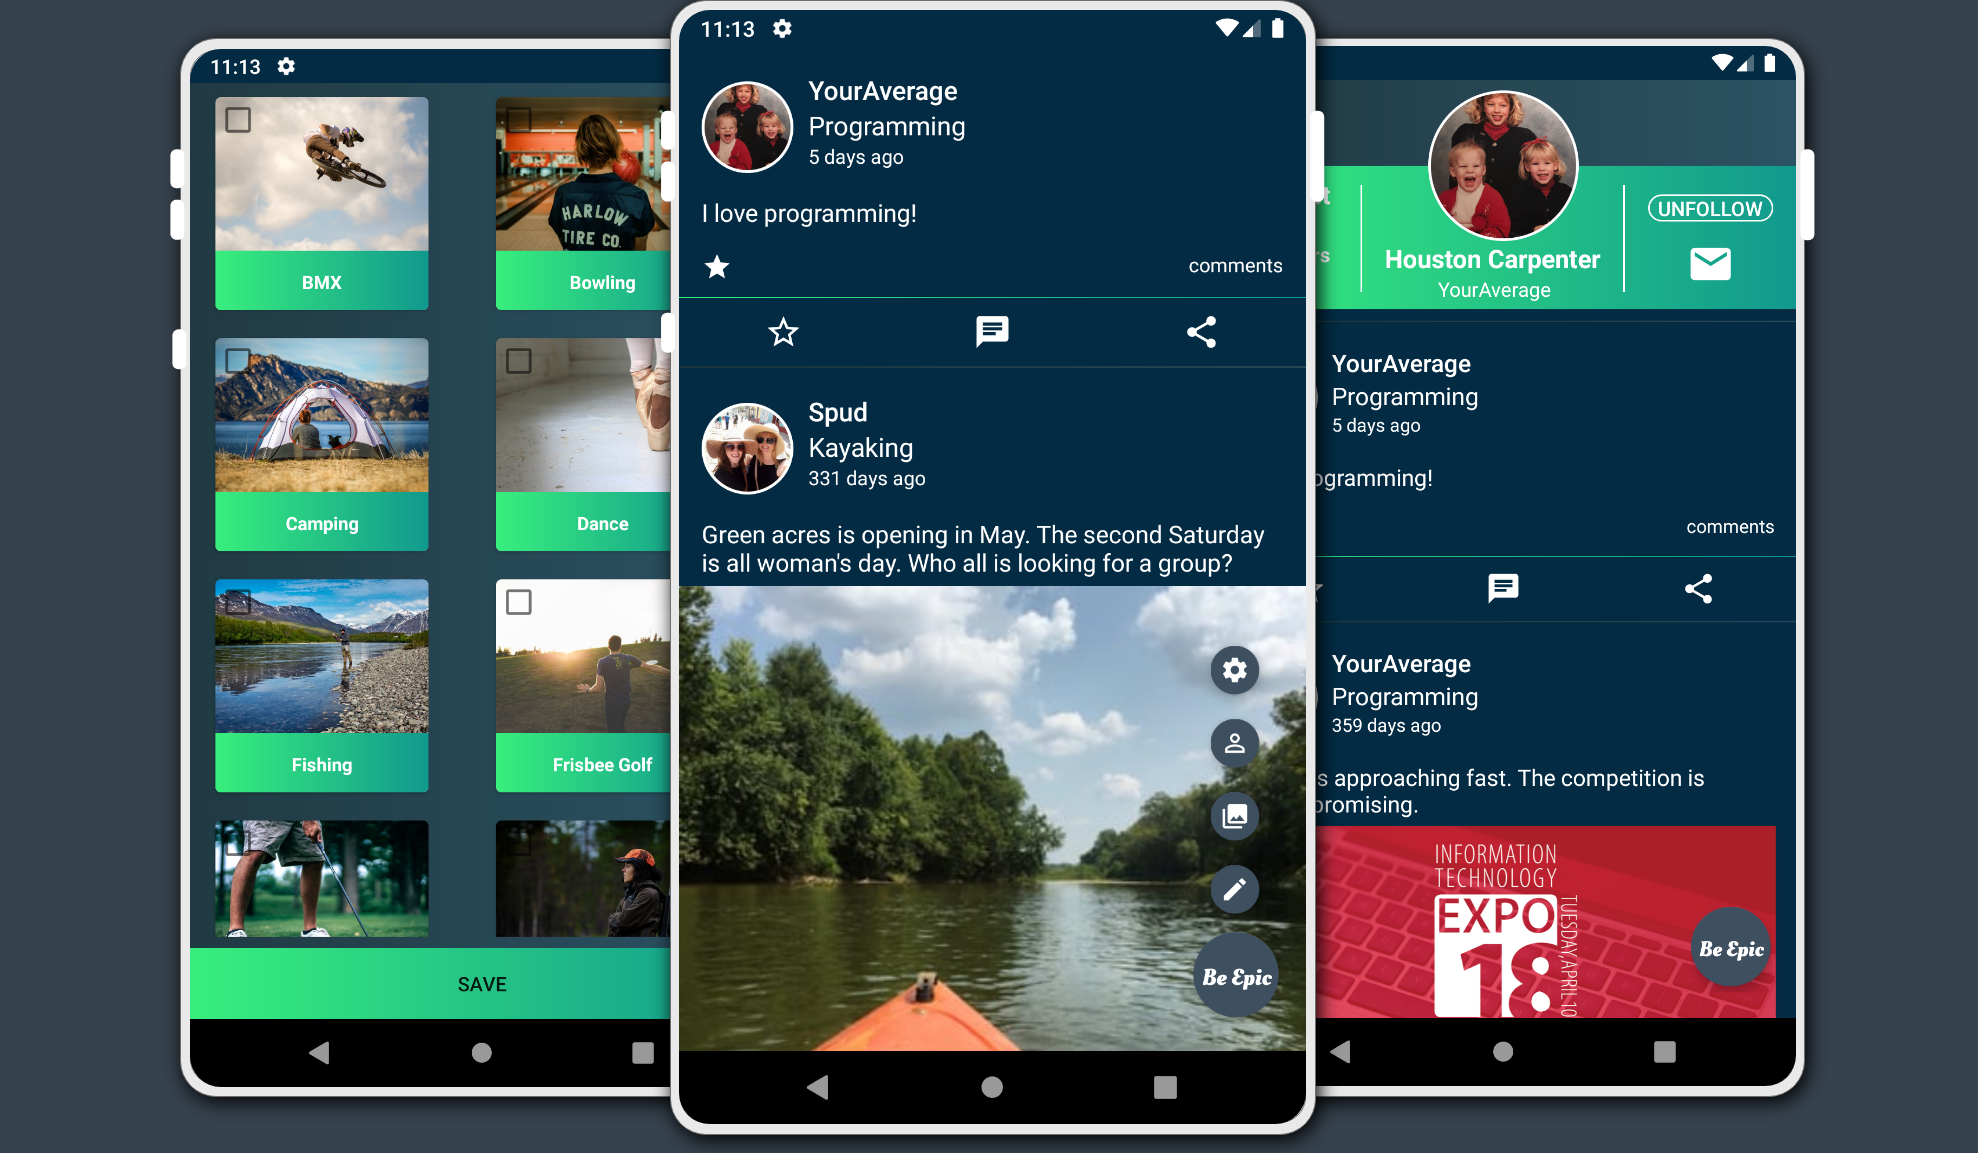 11:13
BMX
HARLOW
TIRE CO.
Bowling
Camping
Dance
Fishing
Frisbee Golf
SAVE
11:13
YourAverage
Programming
5 days ago
I love programming!
comments
Spud
Kayaking
331 days ago
Green acres is opening in May. The second Saturday
is all woman's day. Who all is looking for a group?
Be Epic
UNFOLLOW
Houston Carpenter
YourAverage
YourAverage
Programming
5 days ago
ogramming!
comments
YourAverage
Programming
359 days ago
s approaching fast. The competition is
promising.
INFORMATION
TECHNOLOGY
EXPO
18
TUESDAY, APRIL 10
Be Epic